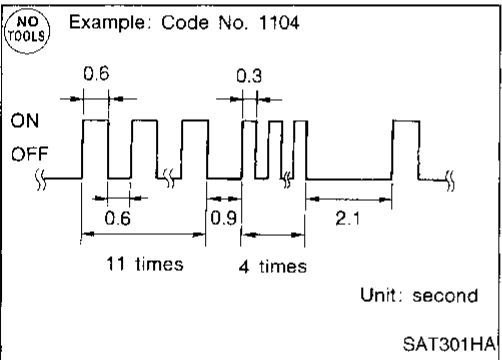 NO
TOOLS
Example: Code No. 1104
0.6
0.3
ON
OFF
0.6
0.9
2.1
11 times
4 times
Unit: second
SAT301HA